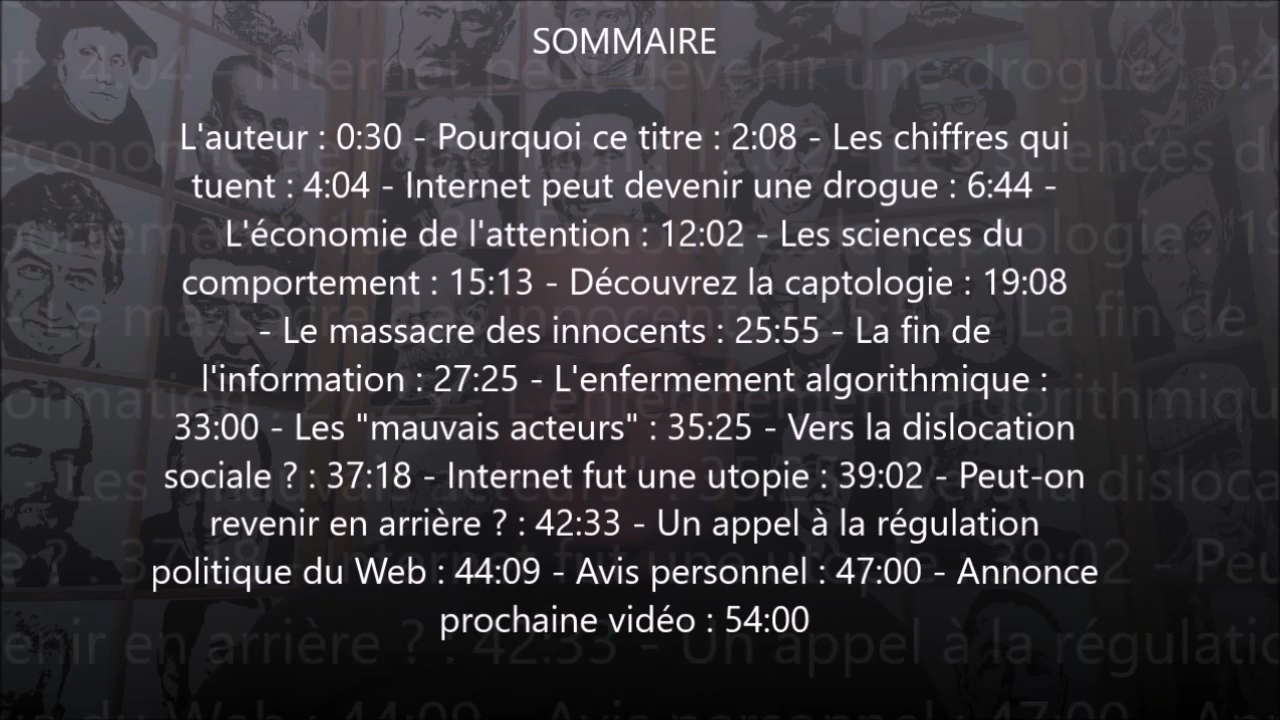 SOMMAIRE
L'auteur : 0:30 - Pourquoi ce titre : 2:08 - Les chiffres qui
tuent : 4:04 - Internet peut devenir une drogue : 6:44 -
L'économie de l'attention : 12:02 - Les sciences du
comportement : 15:13 - Découvrez la captologie : 19:08
- Le massacre des innocents : 25:55 - La fin de
l'information : 27:25 - L'enfermement algorithmique :
33:00 - Les "mauvais acteurs" : 35:25 - Vers la dislocation
sociale ? : 37:18 - Internet fut une utopie : 39:02 - Peut-on
revenir en arrière ? : 42:33 - Un appel à la régulation
politique du Web : 44:09 - Avis personnel : 47:00 - Annonce
prochaine vidéo : 54:00